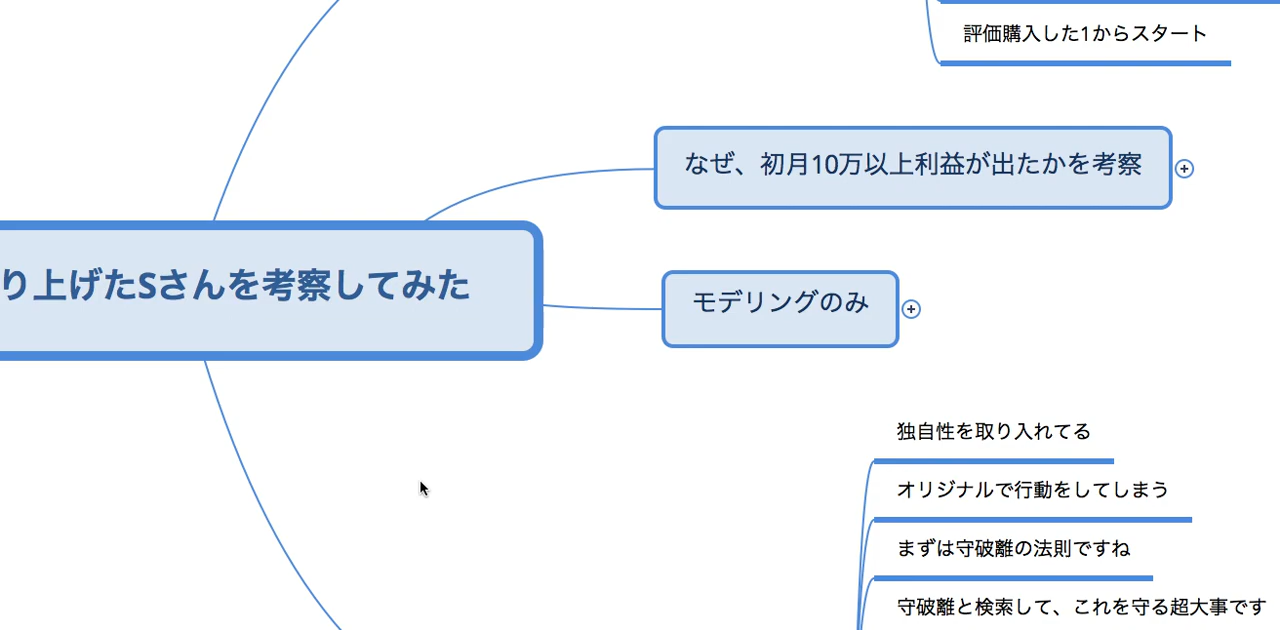 評価購入した1からスタート
なぜ、初月10万以上利益が出たかを考察
り上げたSさんを考察してみた
モデリングのみ
独自性を取り入れてる
オリジナルで行動をしてしまう
まずは守破離の法則ですね
守破離と検索して、これを守る超大事です